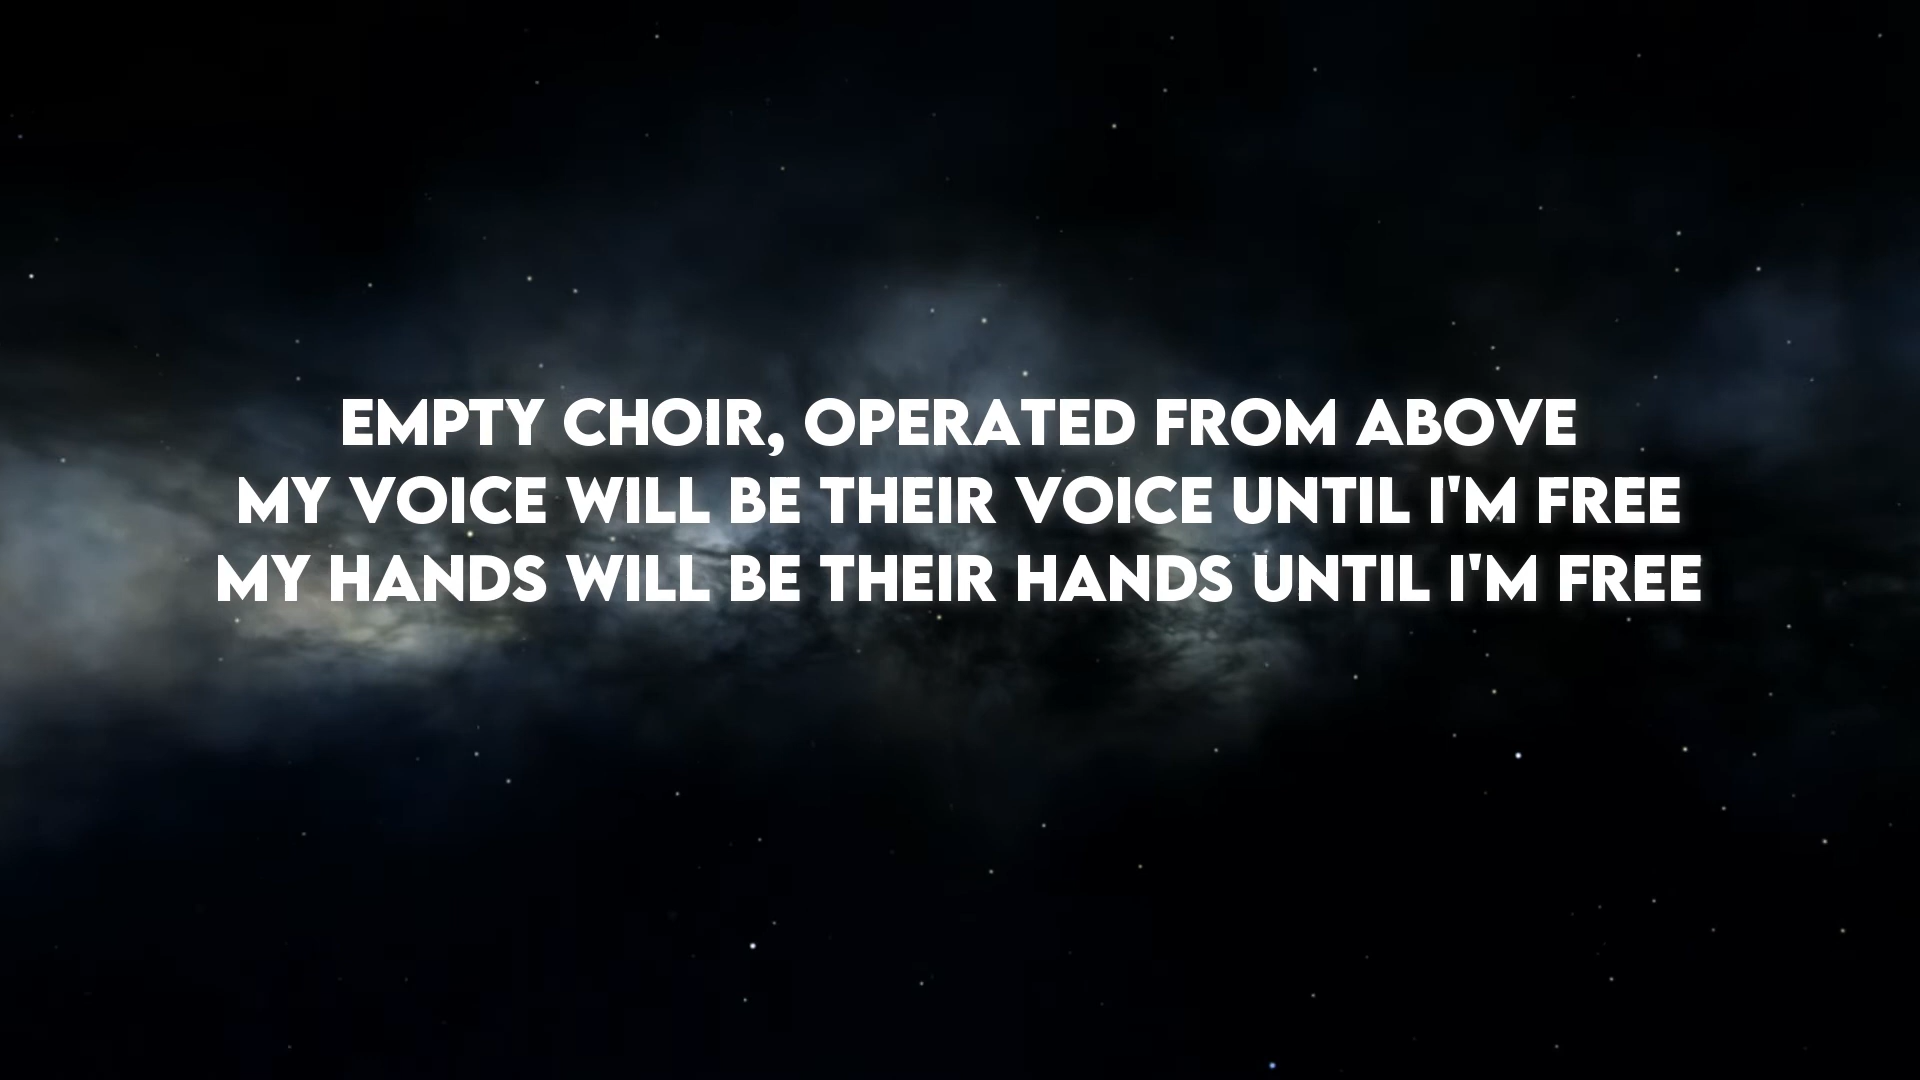 EMPTY CHOIR, OPERATED FROM ABOVE
MY VOICE WILL BE THEIR VOICE UNTIL I'M FREE
MY HANDS WILL BE THEIR HANDS UNTIL I'M FREE